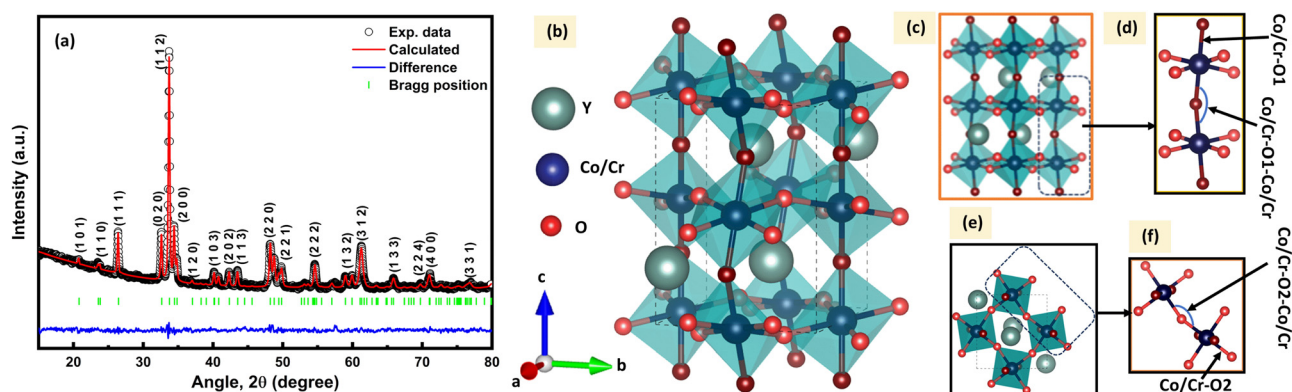 (a)
Exp. data
Calculated
Difference
Bragg position
Intensity (a.u.)
(1 0 1)
(1 1 0)
(1 1 1)
(0 2 0)
(1 1 2)
(2 0 0)
(1 2 0)
(1 0 3)
(2 0 2)
(1 1 3)
(2 2 0)
(2 2 1)
(2 2 2)
(1 3 2)
(3 1 2)
(1 3 3)
(2 2 4)
(4 0 0)
(3 3 1)
20 30 40 50 60 70 80
Angle, 2θ (degree)
(b)
Y
Co/Cr
O
c
a
b
(c)
(d)
Co/Cr-O1
Co/Cr-O1-Co/Cr
(e)
(f)
Co/Cr-O2-Co/Cr
Co/Cr-O2